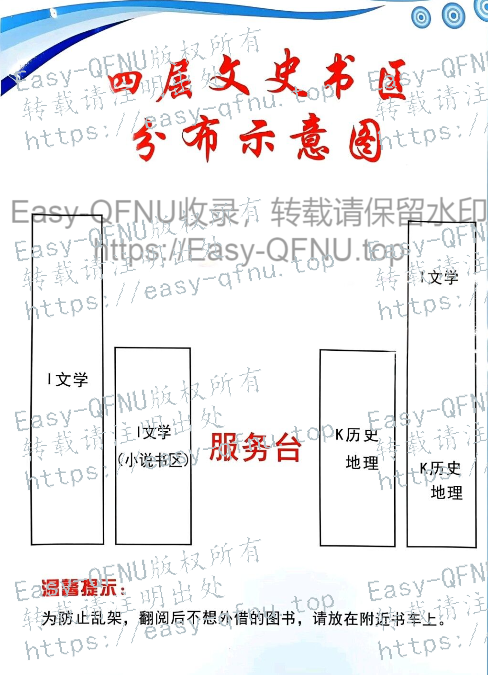 四层文史书区
分布示意图
Easy-QFNU收录，转载请保留水印
https://Easy-QFNU.top
I文学
I文学
I文学
(小说书区)
服务台
K历史
地理
K历史
地理
温馨提示：
为防止乱架，翻阅后不想外借的图书，请放在附近书车上。
Easy-QFNU版权所有
转载请注明出处
https://easy-qfnu.top